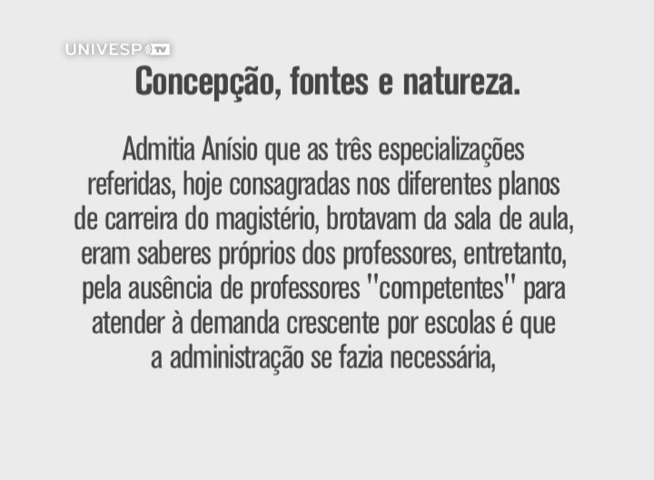 UNIVESP TV
Concepção, fontes e natureza.
Admitia Anísio que as três especializações
referidas, hoje consagradas nos diferentes planos
de carreira do magistério, brotavam da sala de aula,
eram saberes próprios dos professores, entretanto,
pela ausência de professores "competentes" para
atender à demanda crescente por escolas é que
a administração se fazia necessária,